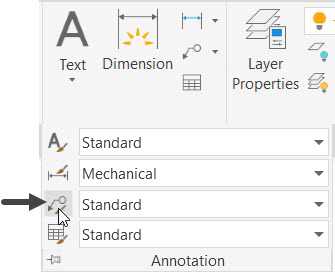 Text
Dimension
Layer
Properties
Standard
Mechanical
Standard
Standard
Annotation